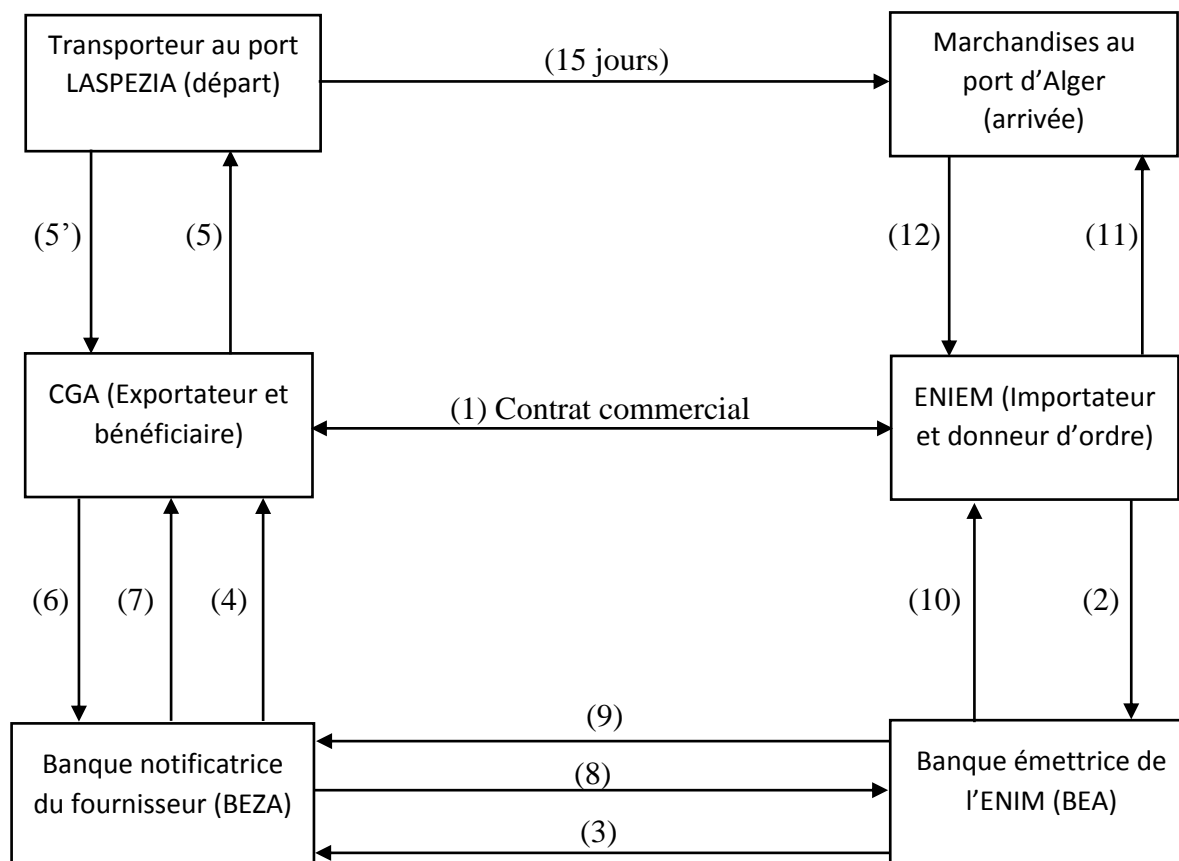 Transporteur au port
LASPEZIA (départ)
(15 jours)
Marchandises au
port d’Alger
(arrivée)
(5’)
(5)
(12)
(11)
CGA (Exportateur et
bénéficiaire)
(1) Contrat commercial
ENIEM (Importateur
et donneur d’ordre)
(6)
(7)
(4)
(10)
(2)
(9)
Banque notificatrice
du fournisseur (BEZA)
(8)
Banque émettrice de
l’ENIM (BEA)
(3)